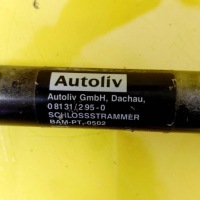 Autoliv
Autoliv GmbH, Dachau,
08131/295-0
SCHLOSSSTRAMMER
BAM-PT, 0502